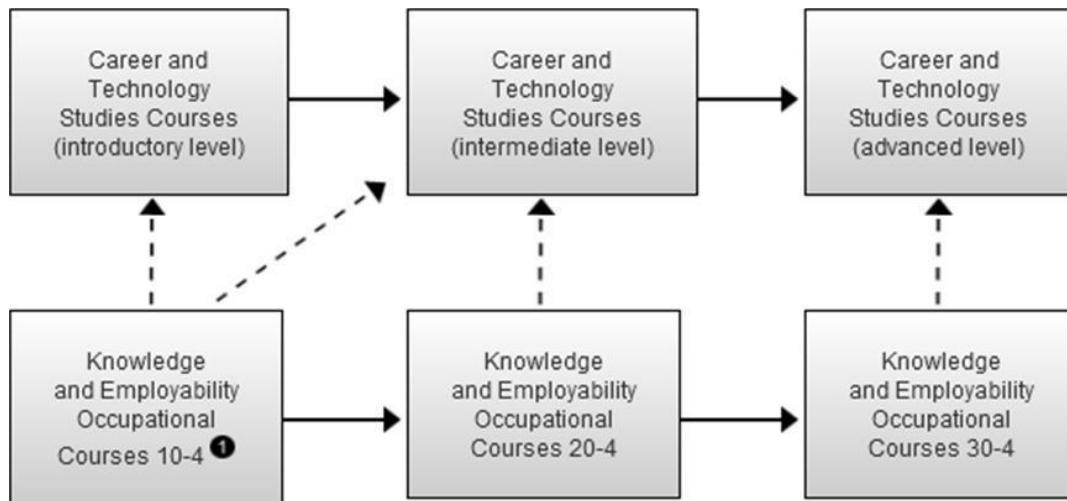 Career and
Technology
Studies Courses
(introductory level)
Career and
Technology
Studies Courses
(intermediate level)
Career and
Technology
Studies Courses
(advanced level)
Knowledge
and Employability
Occupational
Courses 10-4 ❶
Knowledge
and Employability
Occupational
Courses 20-4
Knowledge
and Employability
Occupational
Courses 30-4